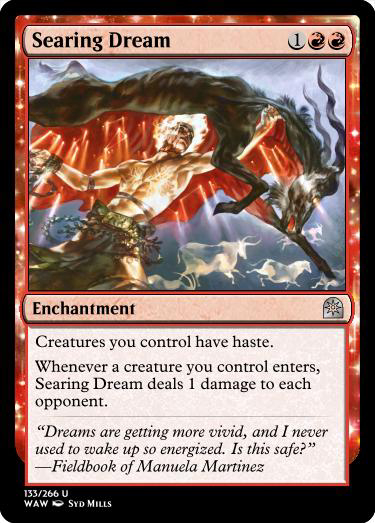 Searing Dream 1
Enchantment
Creatures you control have haste.
Whenever a creature you control enters,
Searing Dream deals 1 damage to each
opponent.
“Dreams are getting more vivid, and I never
used to wake up so energized. Is this safe?”
—Fieldbook of Manuela Martinez
133/266 U
WAW Syd Mills